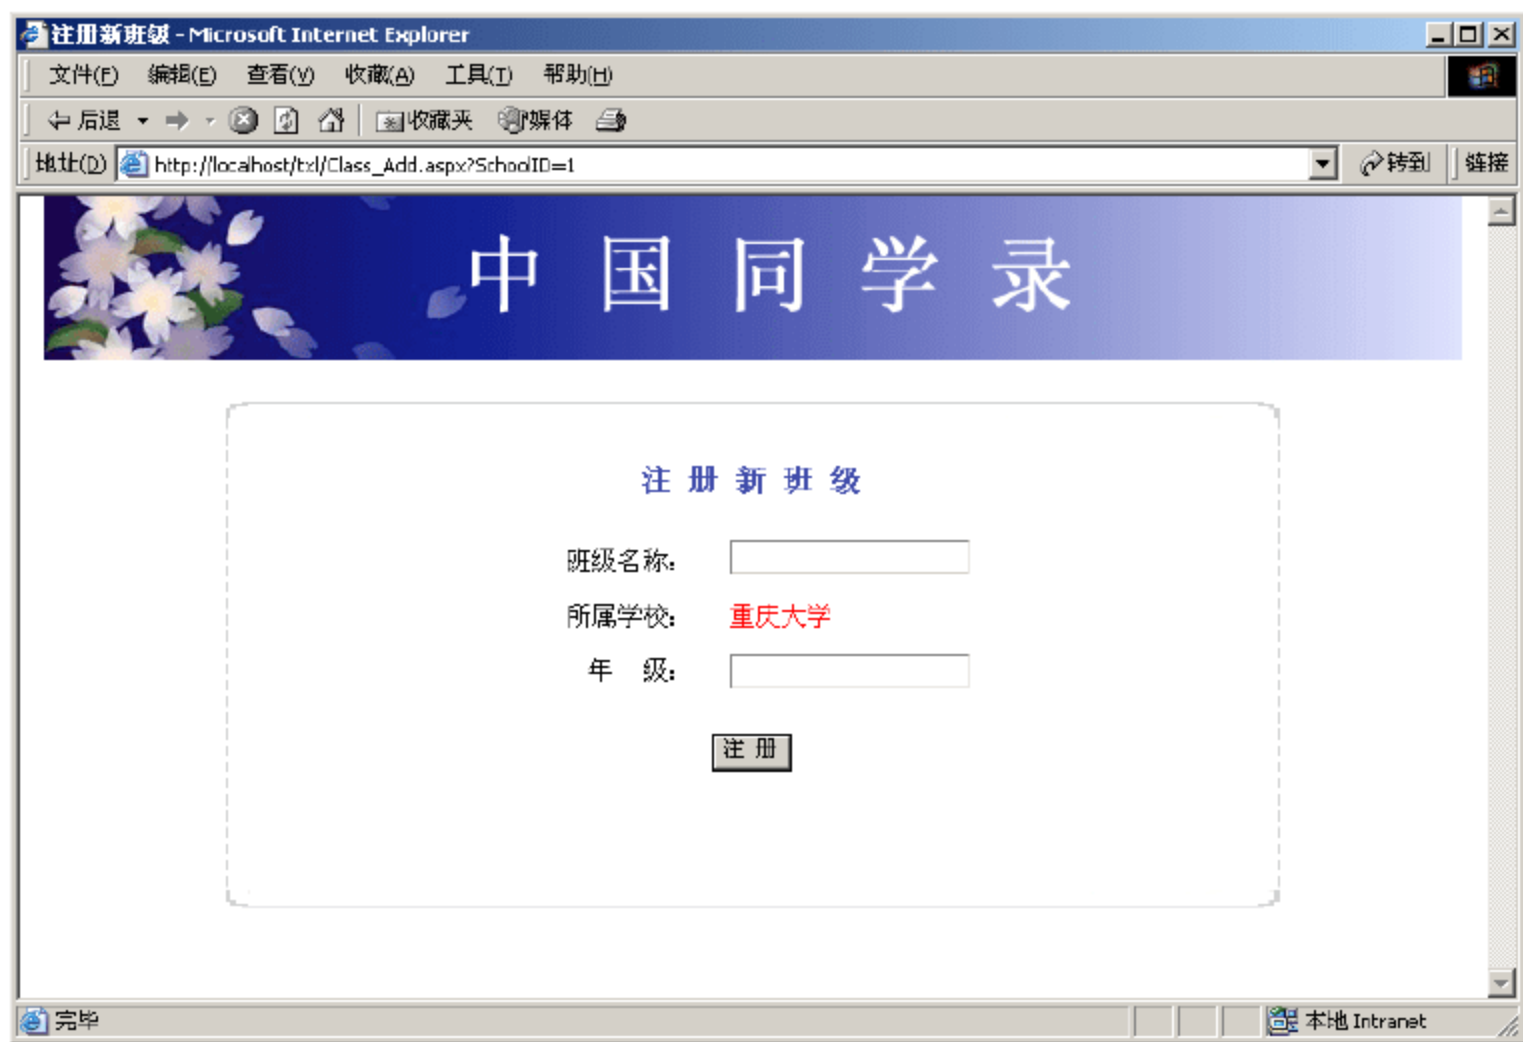 注册新班级 - Microsoft Internet Explorer
文件(F) 编辑(E) 查看(V) 收藏(A) 工具(T) 帮助(H)
后退 收藏夹 媒体
地址(D) http://localhost/txl/Class_Add.aspx?SchoolID=1 转到 链接
中国同学录
注册新班级
班级名称：
所属学校： 重庆大学
年 级：
注 册
完毕 本地 Intranet